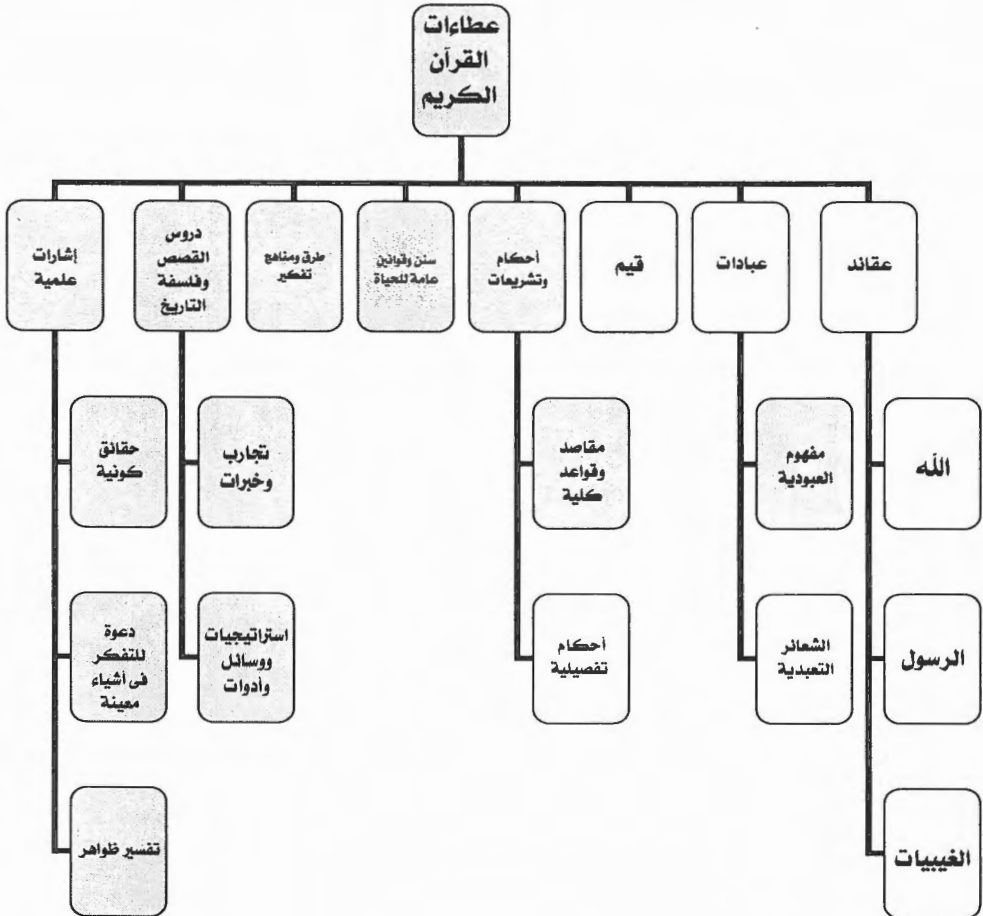 عطاءات
القرآن
الكريم
عقائد
عبادات
قيم
أحكام
وتشريعات
سنن وقوانين
عامة للحياة
طرق ومناهج
تفكير
دروس
القصص
وفلسفة
التاريخ
إشارات
علمية
الله
مفهوم
العبودية
مقاصد
وقواعد
كلية
تجارب
وخبرات
حقائق
كونية
الرسول
الشعائر
التعبدية
أحكام
تفصيلية
استراتيجيات
ووسائل
وأدوات
دعوة
للتفكر
فى أشياء
معينة
الغيبيات
تفسير ظواهر